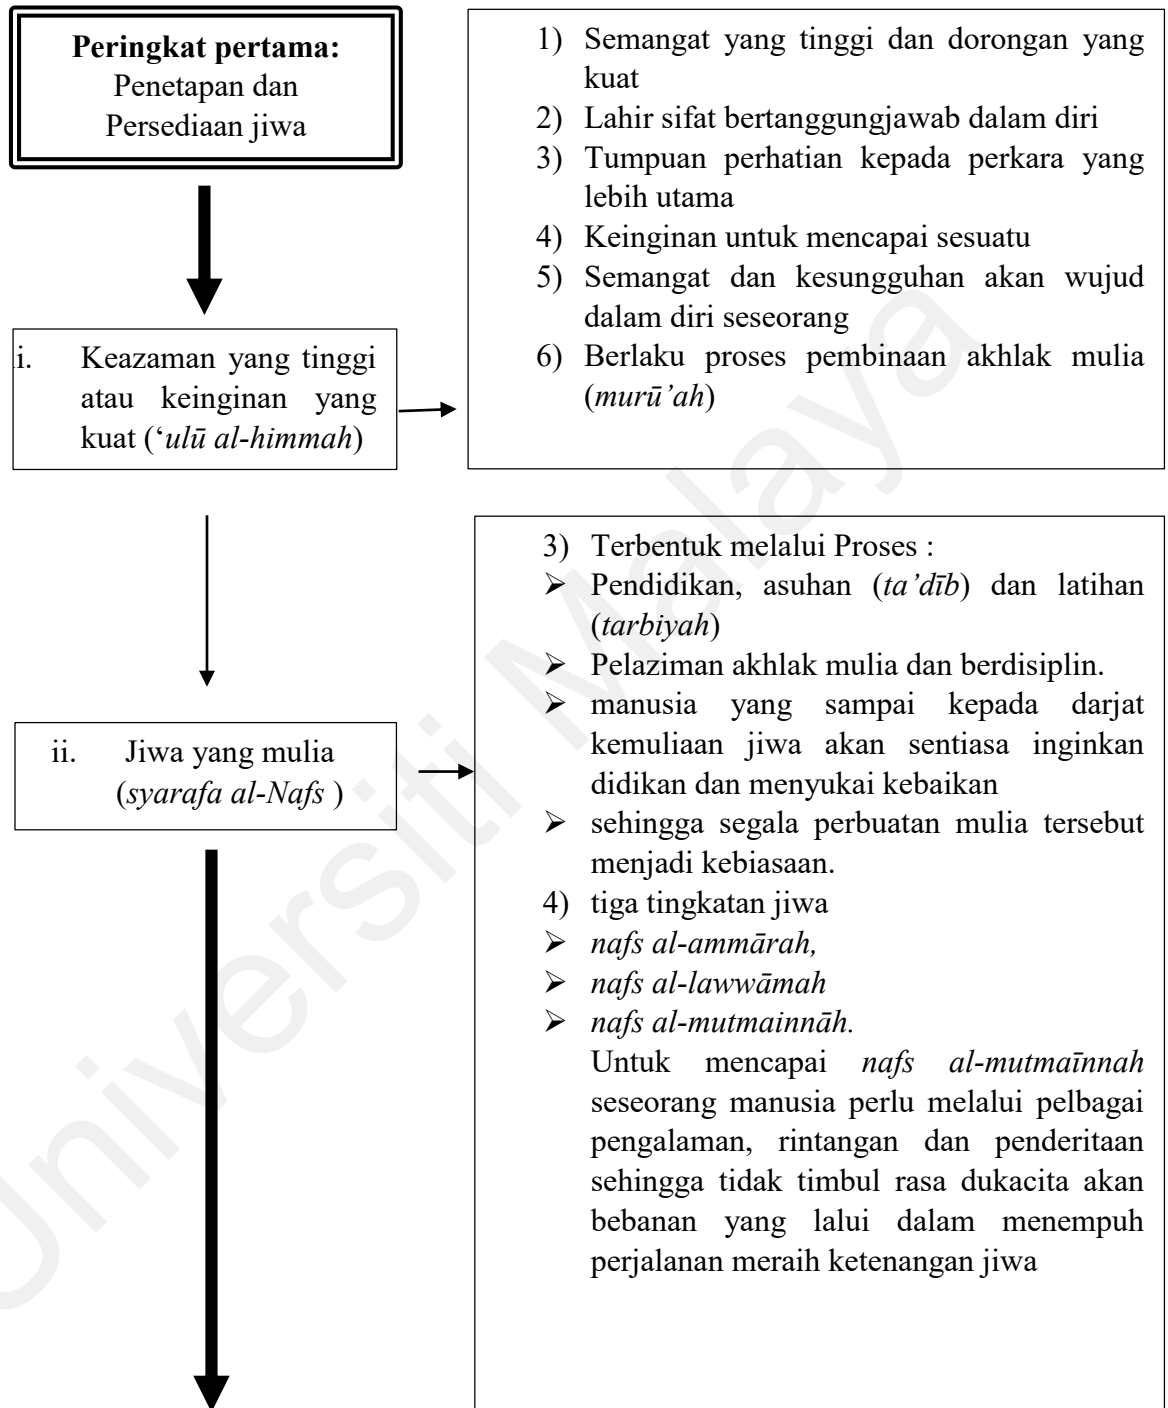 Peringkat pertama:
Penetapan dan
Persediaan jiwa
1) Semangat yang tinggi dan dorongan yang
kuat
2) Lahir sifat bertanggungjawab dalam diri
3) Tumpuan perhatian kepada perkara yang
lebih utama
4) Keinginan untuk mencapai sesuatu
5) Semangat dan kesungguhan akan wujud
dalam diri seseorang
6) Berlaku proses pembinaan akhlak mulia
(murū’ah)
i. Keazaman yang tinggi
atau keinginan yang
kuat (‘ulū al-himmah)
3) Terbentuk melalui Proses :
➢ Pendidikan, asuhan (ta’dīb) dan latihan
(tarbiyah)
➢ Pelaziman akhlak mulia dan berdisiplin.
➢ manusia yang sampai kepada darjat
kemuliaan jiwa akan sentiasa inginkan
didikan dan menyukai kebaikan
➢ sehingga segala perbuatan mulia tersebut
menjadi kebiasaan.
4) tiga tingkatan jiwa
➢ nafs al-ammārah,
➢ nafs al-lawwāmah
➢ nafs al-mutmainnāh.
Untuk mencapai nafs al-mutmaīnnah
seseorang manusia perlu melalui pelbagai
pengalaman, rintangan dan penderitaan
sehingga tidak timbul rasa dukacita akan
bebanan yang lalui dalam menempuh
perjalanan meraih ketenangan jiwa
ii. Jiwa yang mulia
(syarafa al-Nafs )
Universiti Malaya